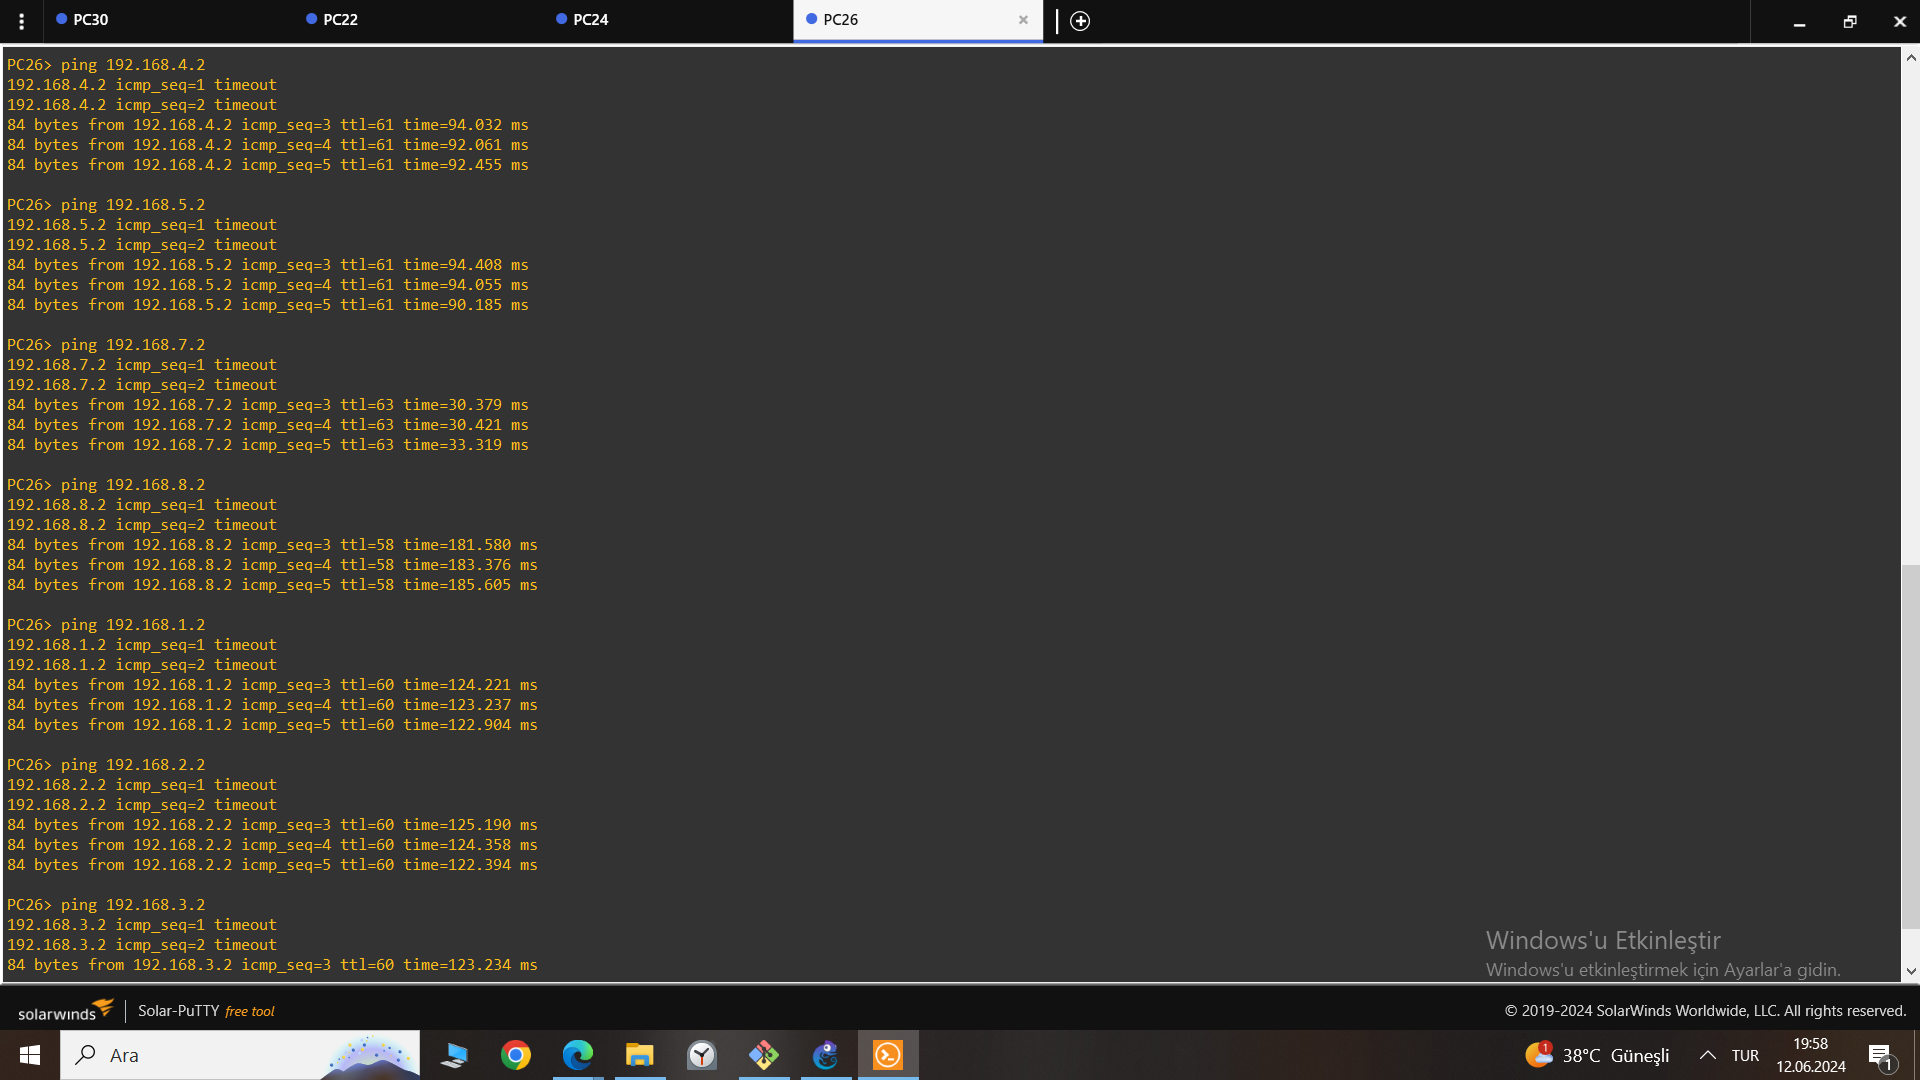 PC30
PC22
PC24
PC26
PC26> ping 192.168.4.2
192.168.4.2 icmp_seq=1 timeout
192.168.4.2 icmp_seq=2 timeout
84 bytes from 192.168.4.2 icmp_seq=3 ttl=61 time=94.032 ms
84 bytes from 192.168.4.2 icmp_seq=4 ttl=61 time=92.061 ms
84 bytes from 192.168.4.2 icmp_seq=5 ttl=61 time=92.455 ms
PC26> ping 192.168.5.2
192.168.5.2 icmp_seq=1 timeout
192.168.5.2 icmp_seq=2 timeout
84 bytes from 192.168.5.2 icmp_seq=3 ttl=61 time=94.408 ms
84 bytes from 192.168.5.2 icmp_seq=4 ttl=61 time=94.055 ms
84 bytes from 192.168.5.2 icmp_seq=5 ttl=61 time=90.185 ms
PC26> ping 192.168.7.2
192.168.7.2 icmp_seq=1 timeout
192.168.7.2 icmp_seq=2 timeout
84 bytes from 192.168.7.2 icmp_seq=3 ttl=63 time=30.379 ms
84 bytes from 192.168.7.2 icmp_seq=4 ttl=63 time=30.421 ms
84 bytes from 192.168.7.2 icmp_seq=5 ttl=63 time=33.319 ms
PC26> ping 192.168.8.2
192.168.8.2 icmp_seq=1 timeout
192.168.8.2 icmp_seq=2 timeout
84 bytes from 192.168.8.2 icmp_seq=3 ttl=58 time=181.580 ms
84 bytes from 192.168.8.2 icmp_seq=4 ttl=58 time=183.376 ms
84 bytes from 192.168.8.2 icmp_seq=5 ttl=58 time=185.605 ms
PC26> ping 192.168.1.2
192.168.1.2 icmp_seq=1 timeout
192.168.1.2 icmp_seq=2 timeout
84 bytes from 192.168.1.2 icmp_seq=3 ttl=60 time=124.221 ms
84 bytes from 192.168.1.2 icmp_seq=4 ttl=60 time=123.237 ms
84 bytes from 192.168.1.2 icmp_seq=5 ttl=60 time=122.904 ms
PC26> ping 192.168.2.2
192.168.2.2 icmp_seq=1 timeout
192.168.2.2 icmp_seq=2 timeout
84 bytes from 192.168.2.2 icmp_seq=3 ttl=60 time=125.190 ms
84 bytes from 192.168.2.2 icmp_seq=4 ttl=60 time=124.358 ms
84 bytes from 192.168.2.2 icmp_seq=5 ttl=60 time=122.394 ms
PC26> ping 192.168.3.2
192.168.3.2 icmp_seq=1 timeout
192.168.3.2 icmp_seq=2 timeout
84 bytes from 192.168.3.2 icmp_seq=3 ttl=60 time=123.234 ms
Windows'u Etkinleştir
Windows'u etkinleştirmek için Ayarlar'a gidin.
solarwinds
Solar-PuTTY free tool
© 2019-2024 SolarWinds Worldwide, LLC. All rights reserved.
Ara
1
38°C Güneşli
TUR
19:58
12.06.2024
1